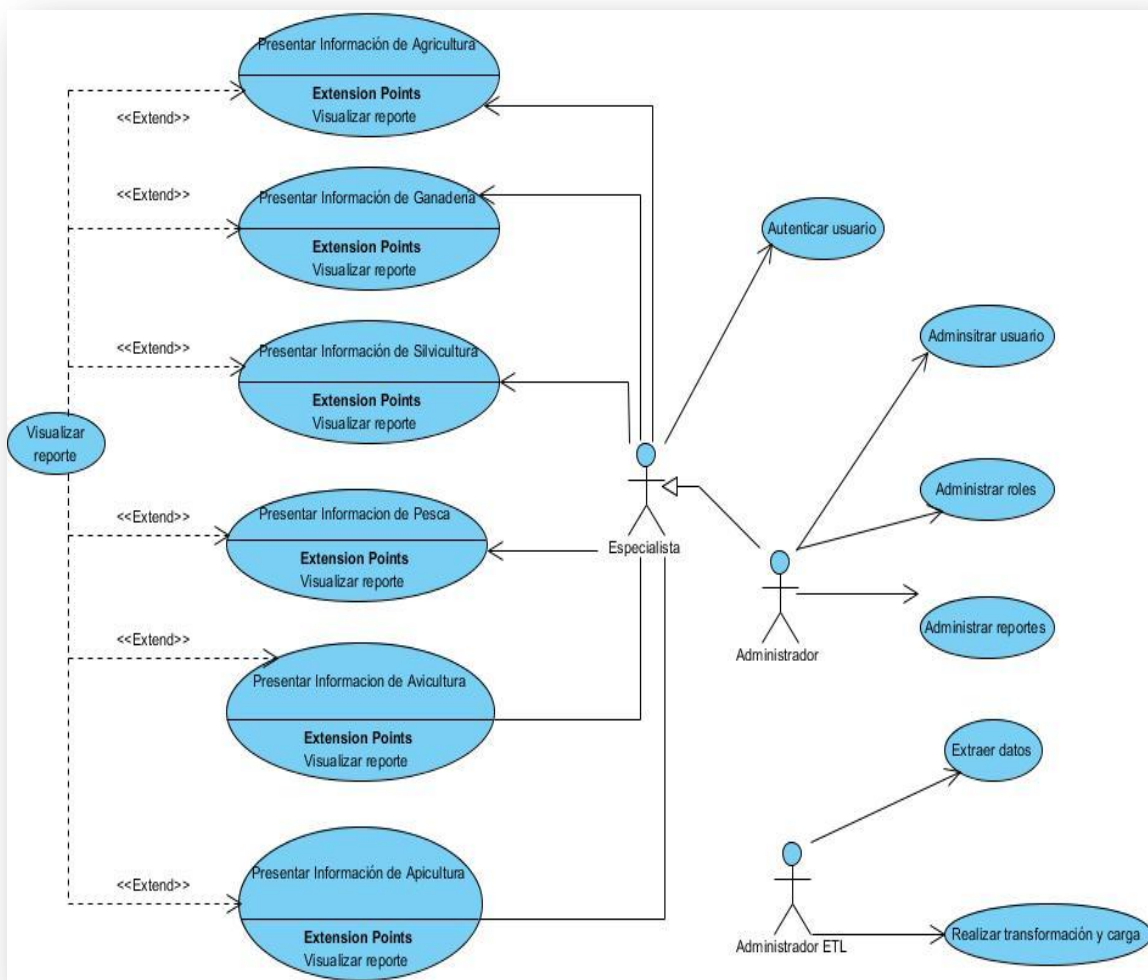 Presentar Información de Agricultura
Extension Points
Visualizar reporte
<<Extend>>
<<Extend>>
Presentar Información de Ganadería
Extension Points
Visualizar reporte
Autenticar usuario
<<Extend>>
Presentar Información de Silvicultura
Extension Points
Visualizar reporte
Adminsitrar usuario
Visualizar
reporte
<<Extend>>
Presentar Informacion de Pesca
Extension Points
Visualizar reporte
Especialista
Administrar roles
<<Extend>>
Presentar Informacion de Avicultura
Extension Points
Visualizar reporte
Administrador
Administrar reportes
Extraer datos
<<Extend>>
Presentar Información de Apicultura
Extension Points
Visualizar reporte
Administrador ETL
Realizar transformación y carga